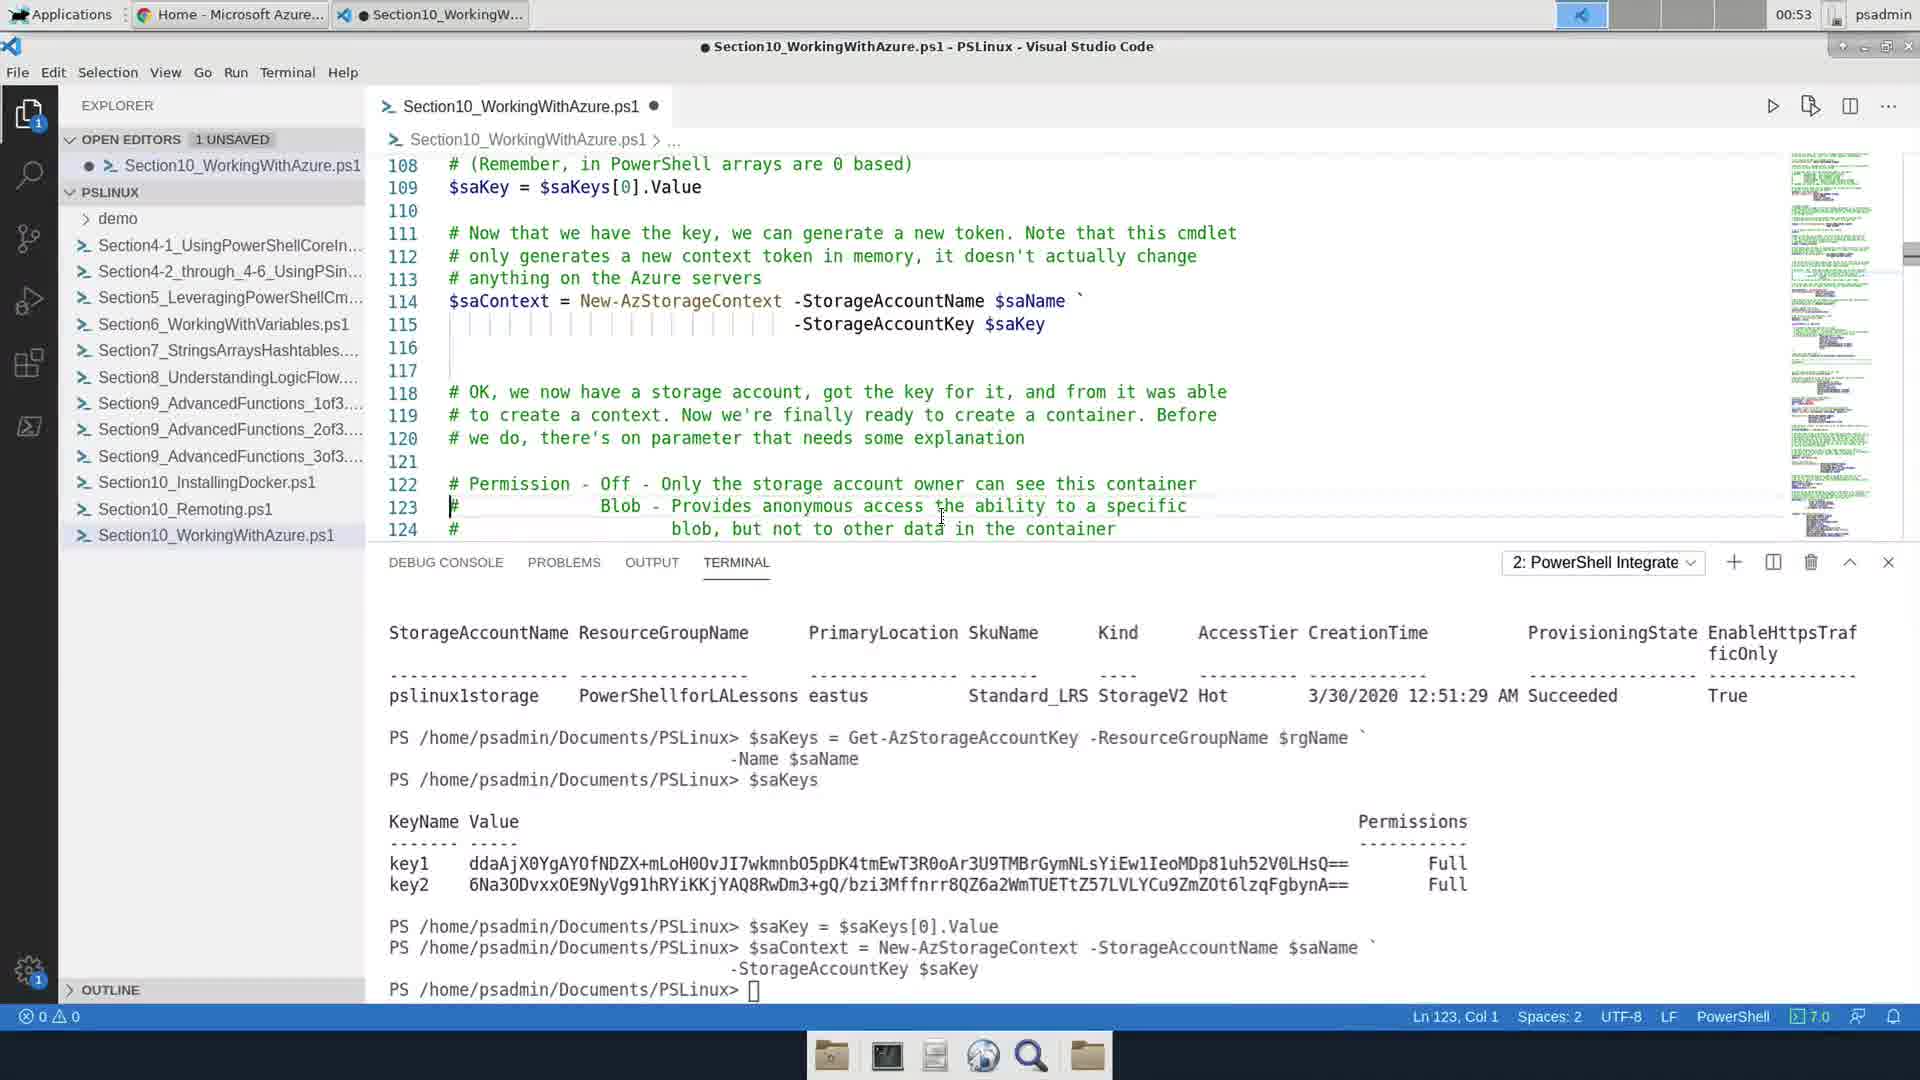 Applications
Home - Microsoft Azure...
Section10_WorkingW...
00:53
psadmin
Section10_WorkingWithAzure.ps1 - PSLinux - Visual Studio Code
File Edit Selection View Go Run Terminal Help
EXPLORER
OPEN EDITORS 1 UNSAVED
Section10_WorkingWithAzure.ps1
PSLINUX
demo
Section4-1_UsingPowerShellCoreIn...
Section4-2_through_4-6_UsingPSin...
Section5_LeveragingPowerShellCm...
Section6_WorkingWithVariables.ps1
Section7_StringsArraysHashtables....
Section8_UnderstandingLogicFlow....
Section9_AdvancedFunctions_1of3....
Section9_AdvancedFunctions_2of3....
Section9_AdvancedFunctions_3of3....
Section10_InstallingDocker.ps1
Section10_Remoting.ps1
Section10_WorkingWithAzure.ps1
OUTLINE
1
1
Section10_WorkingWithAzure.ps1
Section10_WorkingWithAzure.ps1 > ...
108 # (Remember, in PowerShell arrays are 0 based)
109 $saKey = $saKeys[0].Value
110
111 # Now that we have the key, we can generate a new token. Note that this cmdlet
112 # only generates a new context token in memory, it doesn't actually change
113 # anything on the Azure servers
114 $saContext = New-AzStorageContext -StorageAccountName $saName `
115 -StorageAccountKey $saKey
116
117
118 # OK, we now have a storage account, got the key for it, and from it was able
119 # to create a context. Now we're finally ready to create a container. Before
120 # we do, there's on parameter that needs some explanation
121
122 # Permission - Off - Only the storage account owner can see this container
123 # Blob - Provides anonymous access the ability to a specific
124 # blob, but not to other data in the container
DEBUG CONSOLE PROBLEMS OUTPUT TERMINAL 2: PowerShell Integrate
StorageAccountName ResourceGroupName PrimaryLocation SkuName Kind AccessTier CreationTime ProvisioningState EnableHttpsTraf
ficOnly
------------------ ----------------- --------------- ------- ---- ---------- ------------ ----------------- ---------------
pslinux1storage PowerShellforLALessons eastus Standard_LRS StorageV2 Hot 3/30/2020 12:51:29 AM Succeeded True
PS /home/psadmin/Documents/PSLinux> $saKeys = Get-AzStorageAccountKey -ResourceGroupName $rgName `
-Name $saName
PS /home/psadmin/Documents/PSLinux> $saKeys
KeyName Value Permissions
------- ----- -----------
key1 ddaAjX0YgAYOfNDZX+mLoH0OvJI7wkmnbO5pDK4tmEwT3R0oAr3U9TMBrGymNLsYiEw1IeoMDp81uh52V0LHsQ== Full
key2 6Na3ODvxxOE9NyVg91hRYiKKjYAQ8RwDm3+gQ/bzi3Mffnrr8QZ6a2WmTUETtZ57LVLYCu9ZmZOt6lzqFgbynA== Full
PS /home/psadmin/Documents/PSLinux> $saKey = $saKeys[0].Value
PS /home/psadmin/Documents/PSLinux> $saContext = New-AzStorageContext -StorageAccountName $saName `
-StorageAccountKey $saKey
PS /home/psadmin/Documents/PSLinux>
0 0 Ln 123, Col 1 Spaces: 2 UTF-8 LF PowerShell 7.0